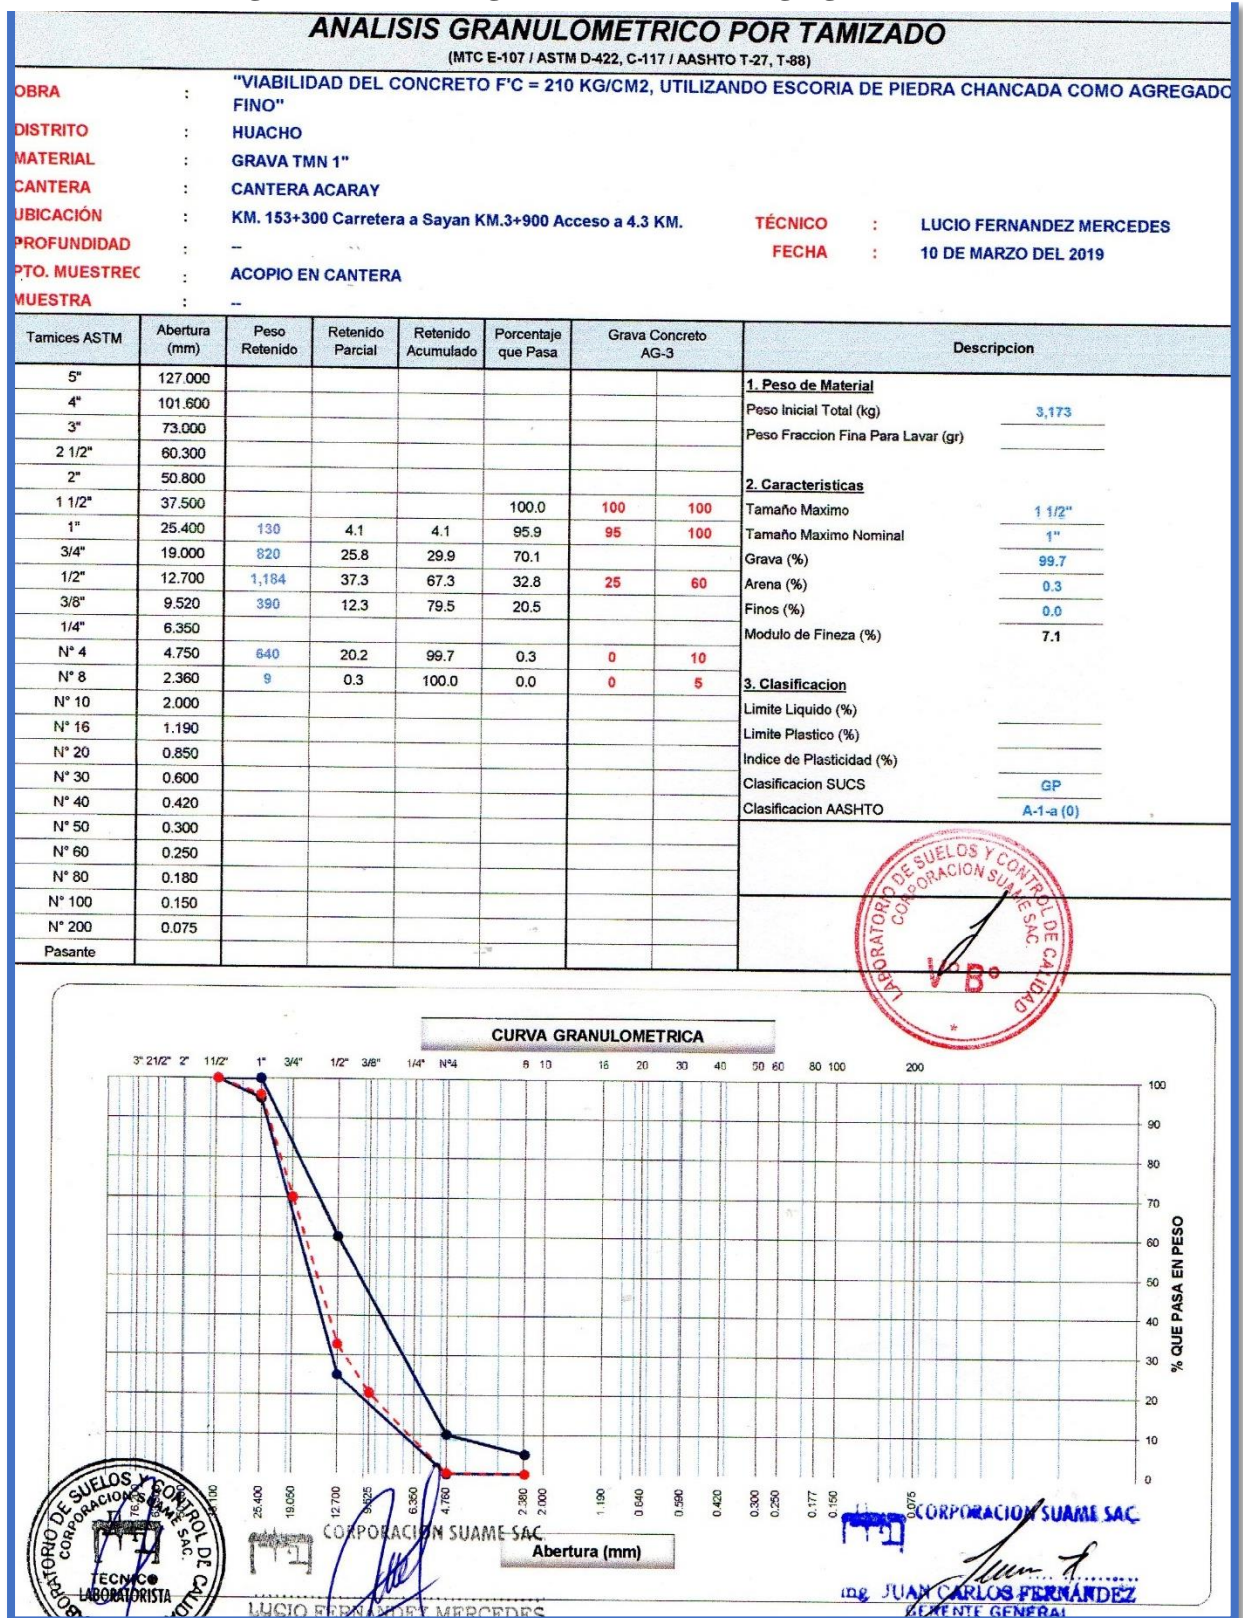 ANALISIS GRANULOMETRICO POR TAMIZADO
(MTC E-107 / ASTM D-422, C-117 / AASHTO T-27, T-88)
OBRA : "VIABILIDAD DEL CONCRETO F'C = 210 KG/CM2, UTILIZANDO ESCORIA DE PIEDRA CHANCADA COMO AGREGADO
FINO"
DISTRITO : HUACHO
MATERIAL : GRAVA TMN 1"
CANTERA : CANTERA ACARAY
UBICACIÓN : KM. 153+300 Carretera a Sayan KM.3+900 Acceso a 4.3 KM. TÉCNICO : LUCIO FERNANDEZ MERCEDES
PROFUNDIDAD : -- FECHA : 10 DE MARZO DEL 2019
PTO. MUESTREC : ACOPIO EN CANTERA
MUESTRA : --
Tamices ASTM Abertura (mm) Peso Retenido Retenido Parcial Retenido Acumulado Porcentaje que Pasa Grava Concreto AG-3 Descripcion
5" 127.000
4" 101.600
3" 73.000
2 1/2" 60.300
2" 50.800
1 1/2" 37.500 100.0 100 100
1" 25.400 130 4.1 4.1 95.9 95 100
3/4" 19.000 820 25.8 29.9 70.1
1/2" 12.700 1,184 37.3 67.3 32.8 25 60
3/8" 9.520 390 12.3 79.5 20.5
1/4" 6.350
N° 4 4.750 640 20.2 99.7 0.3 0 10
N° 8 2.360 9 0.3 100.0 0.0 0 5
N° 10 2.000
N° 16 1.190
N° 20 0.850
N° 30 0.600
N° 40 0.420
N° 50 0.300
N° 60 0.250
N° 80 0.180
N° 100 0.150
N° 200 0.075
Pasante
1. Peso de Material
Peso Inicial Total (kg) 3,173
Peso Fraccion Fina Para Lavar (gr)
2. Caracteristicas
Tamaño Maximo 1 1/2"
Tamaño Maximo Nominal 1"
Grava (%) 99.7
Arena (%) 0.3
Finos (%) 0.0
Modulo de Fineza (%) 7.1
3. Clasificacion
Limite Liquido (%)
Limite Plastico (%)
Indice de Plasticidad (%)
Clasificacion SUCS GP
Clasificacion AASHTO A-1-a (0)
LABORATORIO DE SUELOS Y CONTROL DE CALIDAD
CORPORACION SUAME SAC.
V° B°
CURVA GRANULOMETRICA
3" 21/2" 2" 11/2" 1" 3/4" 1/2" 3/8" 1/4" Nº4 8 10 16 20 30 40 50 60 80 100 200
100
90
80
70
60
50
40
30
20
10
0
% QUE PASA EN PESO
25.400 19.050 12.700 9.525 6.350 4.760 2.380 2.000 1.190 0.840 0.590 0.420 0.300 0.250 0.177 0.150 0.075
Abertura (mm)
LABORATORIO DE SUELOS Y CONTROL DE
CORPORACION SUAME SAC.
TECNICO
LABORATORISTA
CORPORACION SUAME SAC
LUCIO FERNANDEZ MERCEDES
CORPORACION SUAME SAC.
Ing. JUAN CARLOS FERNÁNDEZ
GERENTE GENERAL